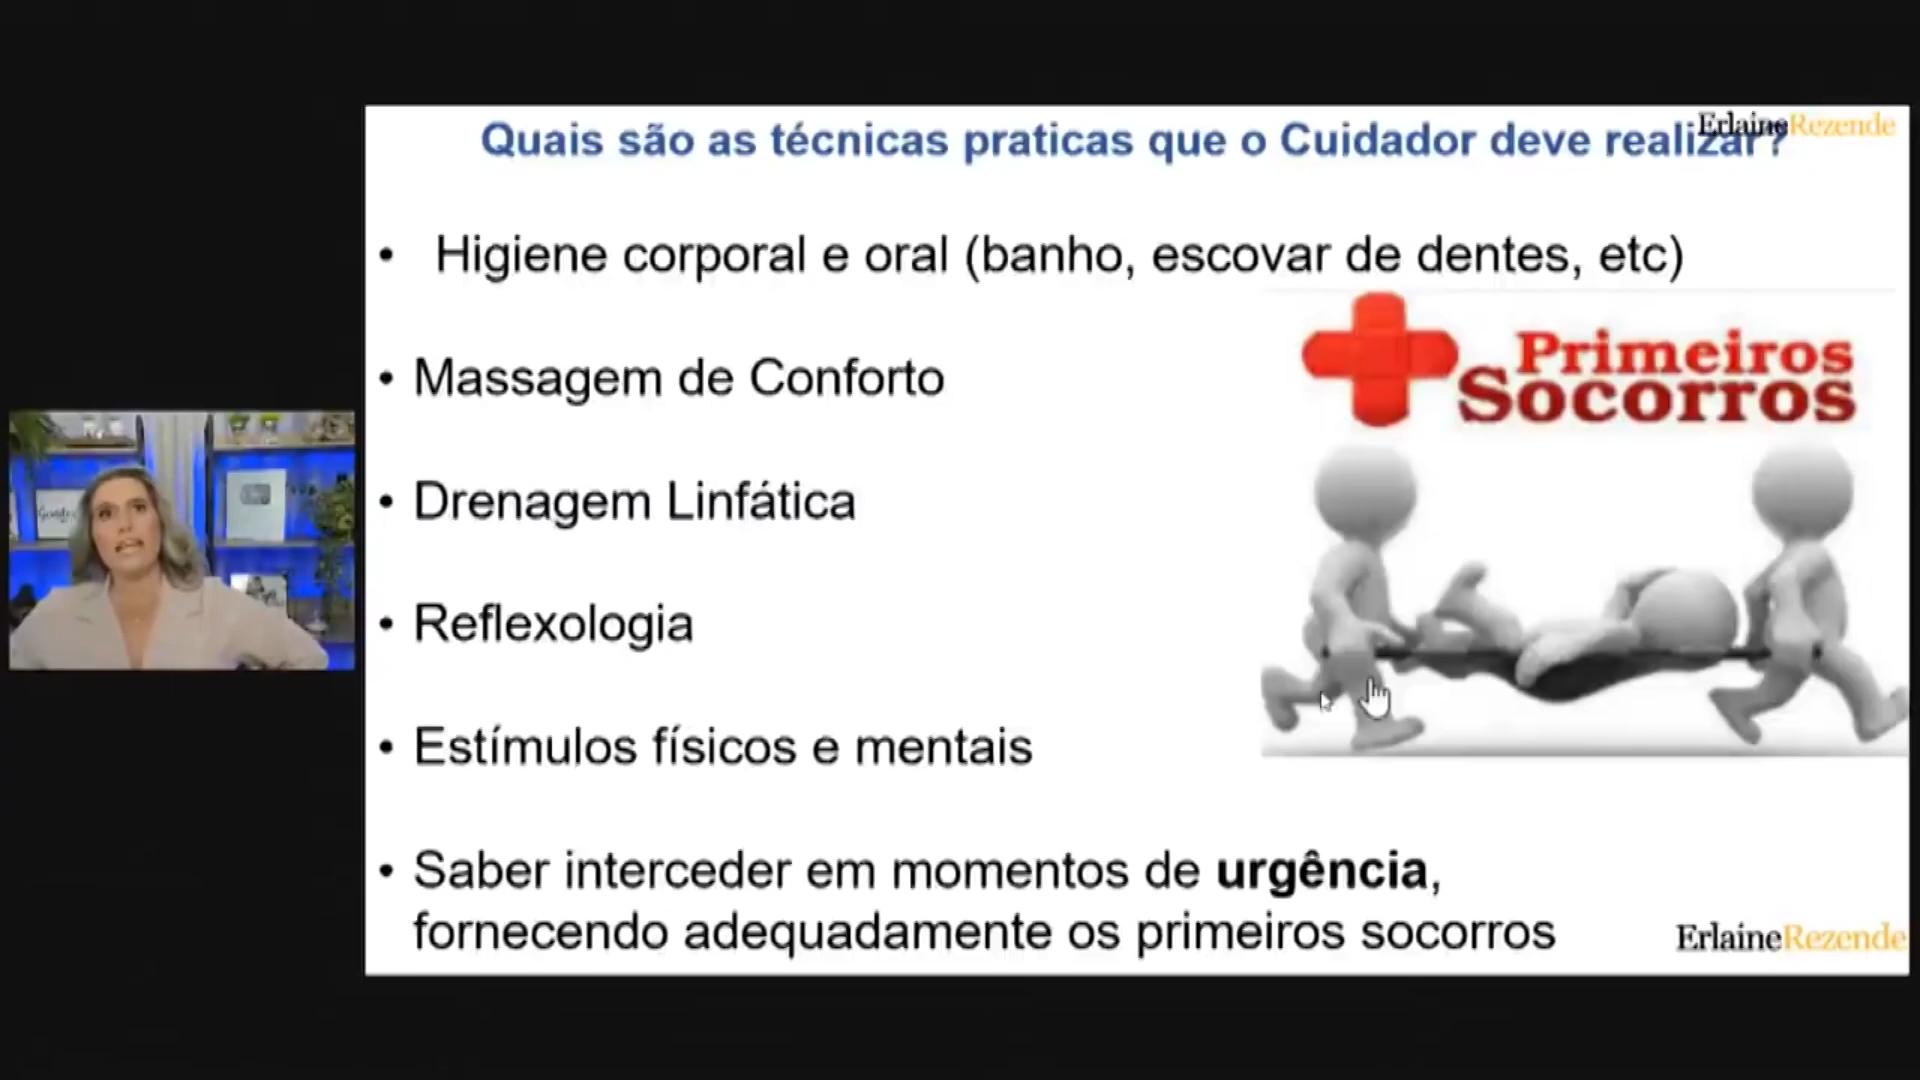 Quais são as técnicas praticas que o Cuidador deve realizar?
ErlaineRezende
• Higiene corporal e oral (banho, escovar de dentes, etc)
Primeiros
Socorros
• Massagem de Conforto
• Drenagem Linfática
• Reflexologia
• Estímulos físicos e mentais
• Saber interceder em momentos de urgência,
fornecendo adequadamente os primeiros socorros
ErlaineRezende